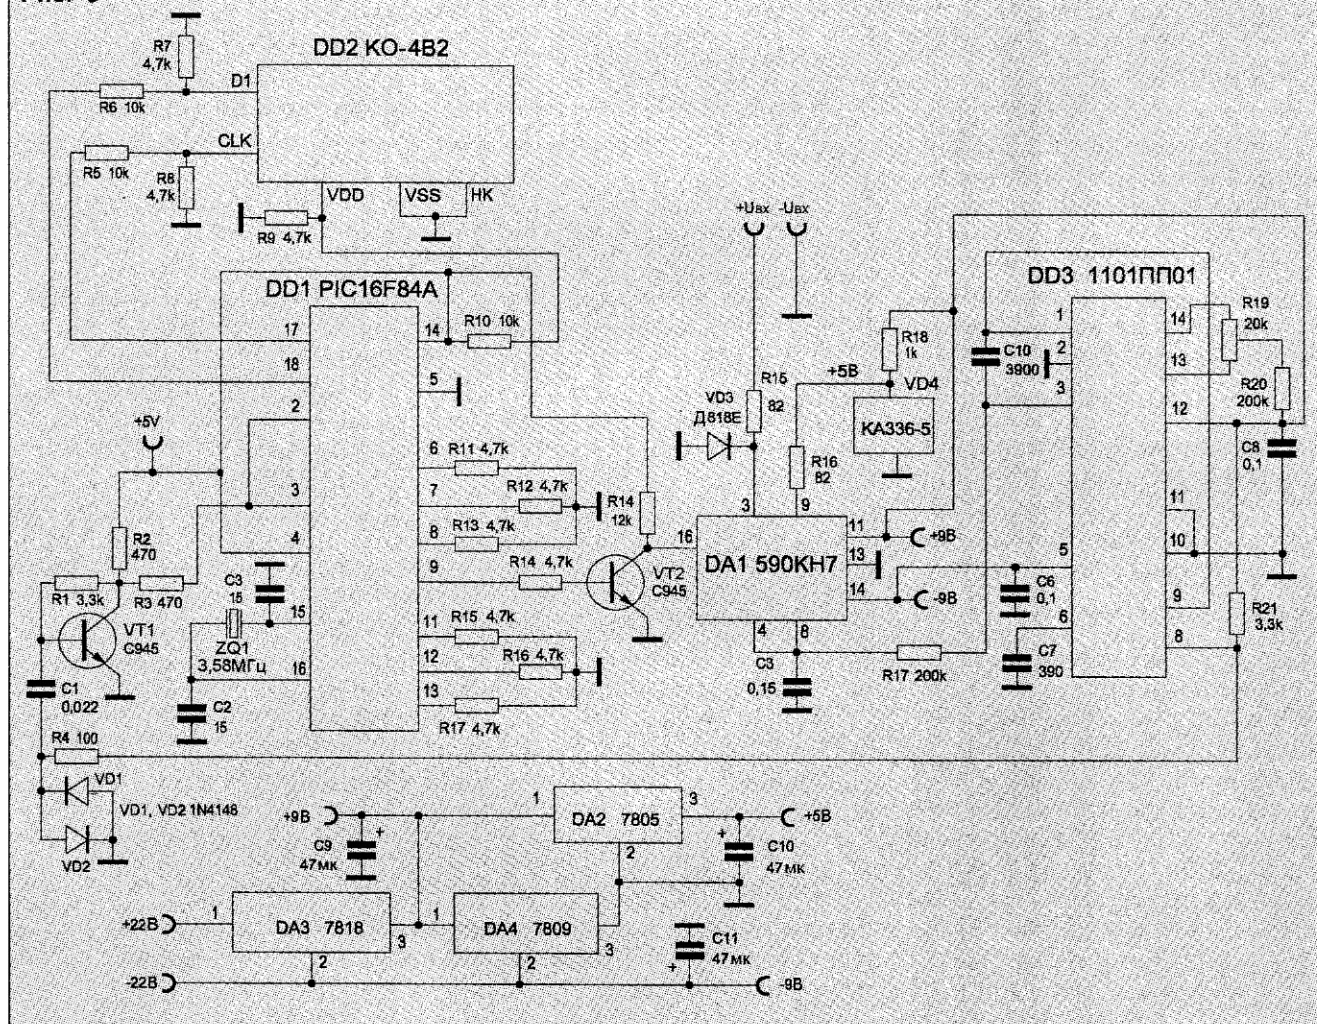 DD2 KO-4B2
R7
4,7k
D1
R6 10k
CLK
R5 10k
R8
4,7k
VDD
VSS
HK
R9 4,7k
+Uвх
-Uвх
DD1 PIC16F84A
DD3 1101ПП01
17
18
2
3
4
15
16
14
5
6
7
8
9
11
12
13
R10 10k
R11 4,7k
R12 4,7k
R13 4,7k
R14 4,7k
R15 4,7k
R16 4,7k
R17 4,7k
R14
12k
VT2
C945
+5V
R2
470
R1 3,3k
R3 470
VT1
C945
C3
15
ZQ1
3,58МГц
C1
0,022
C2
15
R4 100
VD1
VD1, VD2 1N4148
VD2
R15
82
VD3
Д818Е
R16
82
+5В
R18
1k
VD4
KA336-5
DA1 590КН7
3
9
16
11
13
14
4
8
+9В
-9В
C3
0,15
R17 200k
C6
0,1
C7
390
C10
3900
1
2
3
5
6
14
13
12
11
10
9
8
R19
20k
R20
200k
C8
0,1
R21
3,3k
+9В
C9
47мк
+
1
DA2 7805
3
2
+5В
+
C10
47мк
+22В
1
DA3 7818
3
2
1
DA4 7809
3
2
C11
47мк
+
-22В
-9В